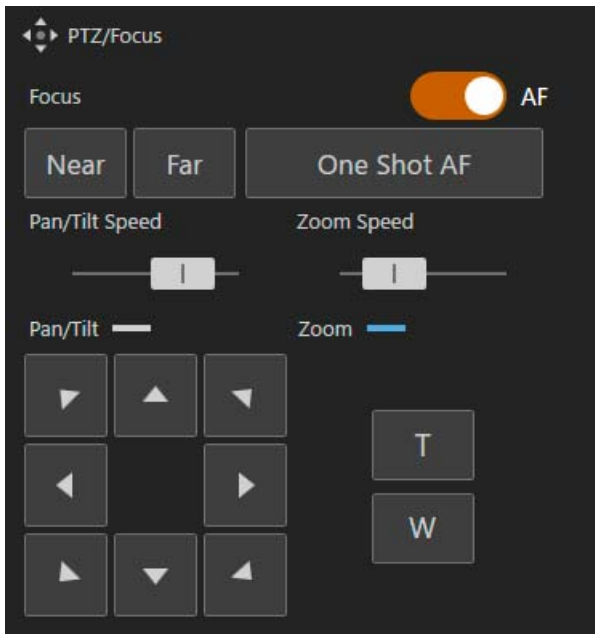 PTZ/Focus
Focus AF
Near Far One Shot AF
Pan/Tilt Speed Zoom Speed
Pan/Tilt Zoom
T
W